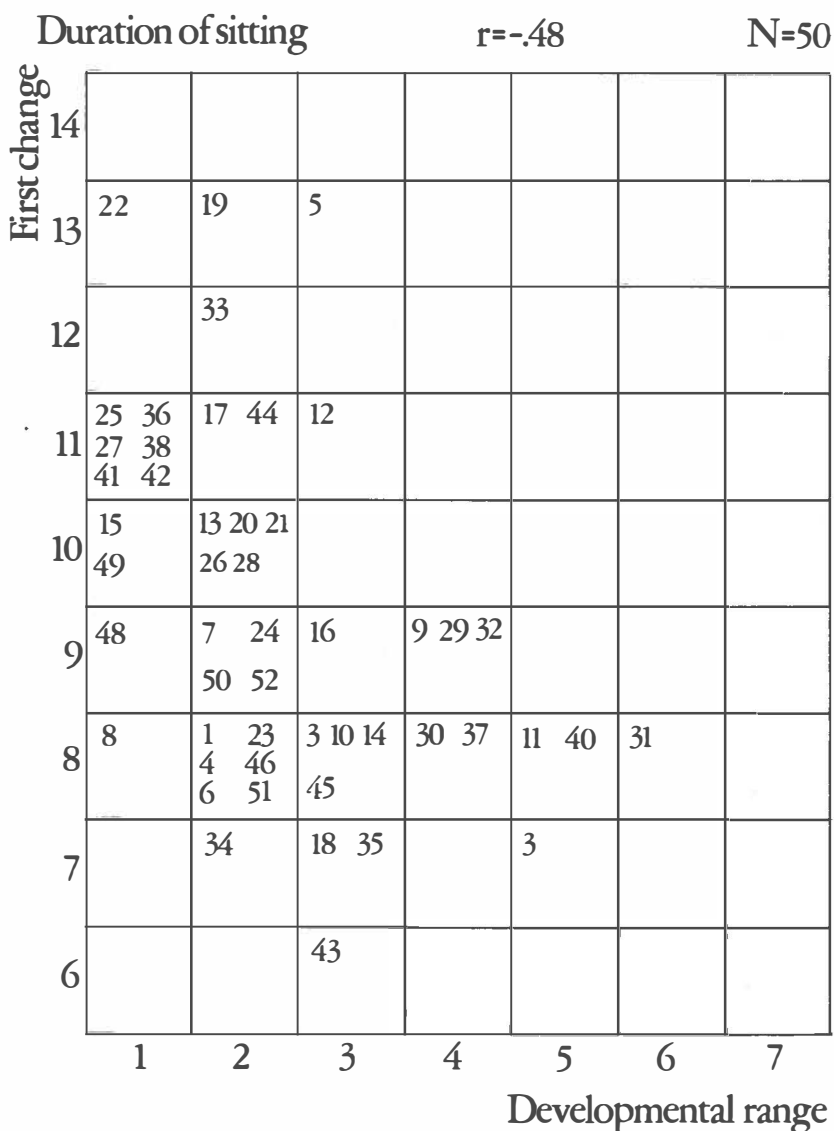 Duration of sitting r=-.48 N=50
First change
14
13 22 19 5
12 33
25 36 17 44 12
11 27 38
41 42
15 13 20 21
10 49 26 28
48 7 24 16 9 29 32
9
50 52
8 1 23 3 10 14 30 37 11 40 31
8 4 46
6 51 45
34 18 35 3
7
43
6
1 2 3 4 5 6 7
Developmental range